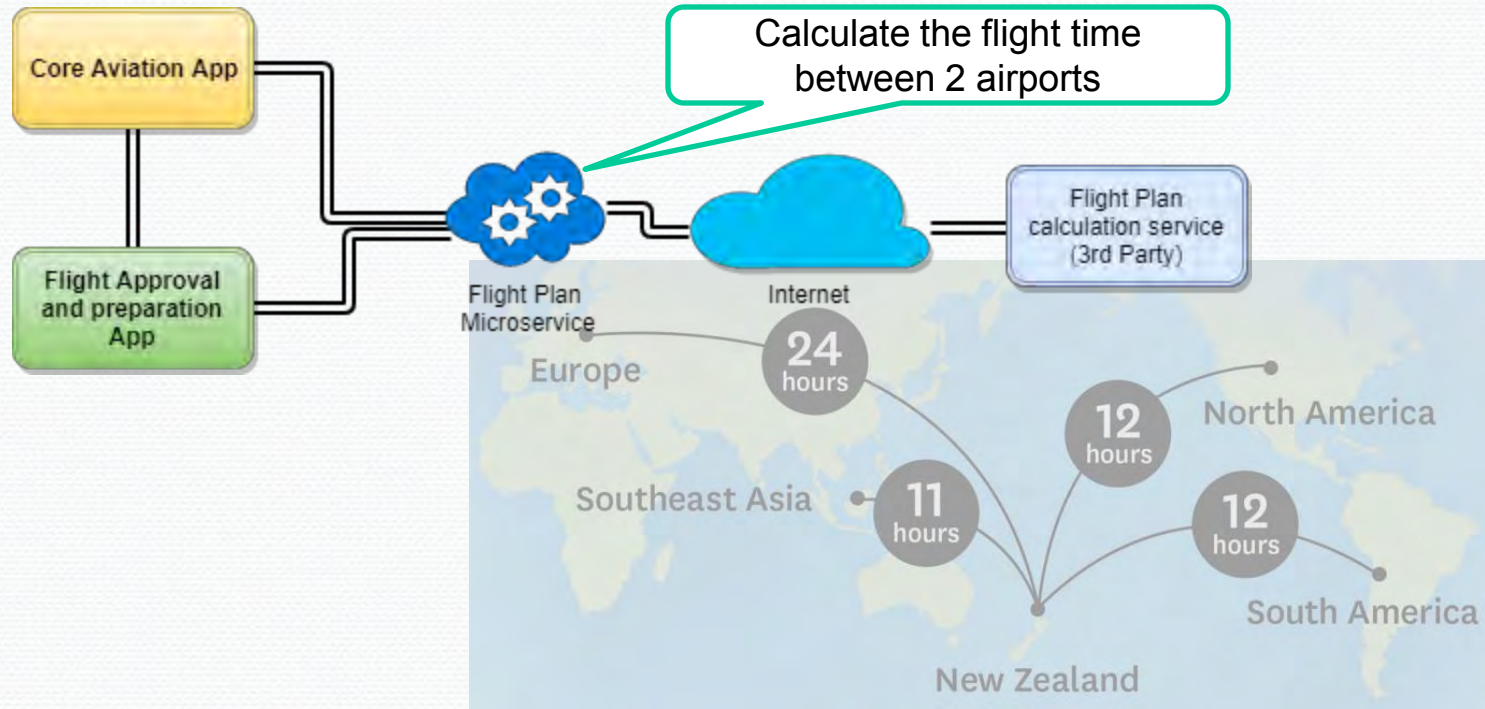 Calculate the flight time
between 2 airports
Core Aviation App
Flight Approval
and preparation
App
Flight Plan
Microservice
Internet
Flight Plan
calculation service
(3rd Party)
Europe
24
hours
12
hours
North America
Southeast Asia
11
hours
12
hours
South America
New Zealand